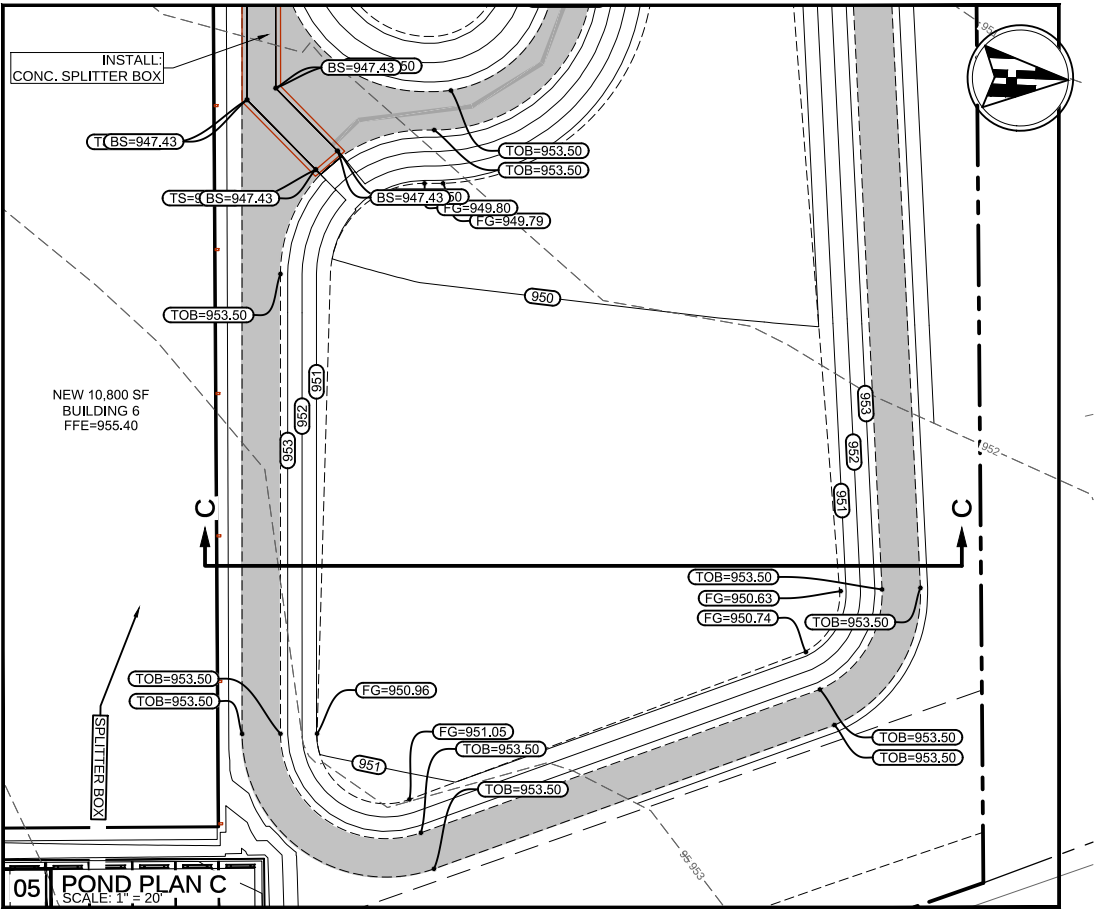 INSTALL:
CONC. SPLITTER BOX
BS=947.43
BS=947.43
TOB=953.50
TOB=953.50
BS=947.43
BS=947.43
FG=949.80
FG=949.79
950
TOB=953.50
NEW 10,800 SF
BUILDING 6
FFE=955.40
951
952
953
953
952
951
952
C
C
TOB=953.50
FG=950.63
FG=950.74
TOB=953.50
TOB=953.50
TOB=953.50
FG=950.96
FG=951.05
TOB=953.50
TOB=953.50
951
TOB=953.50
TOB=953.50
SPLITTER BOX
953
05
POND PLAN C
SCALE: 1" = 20'